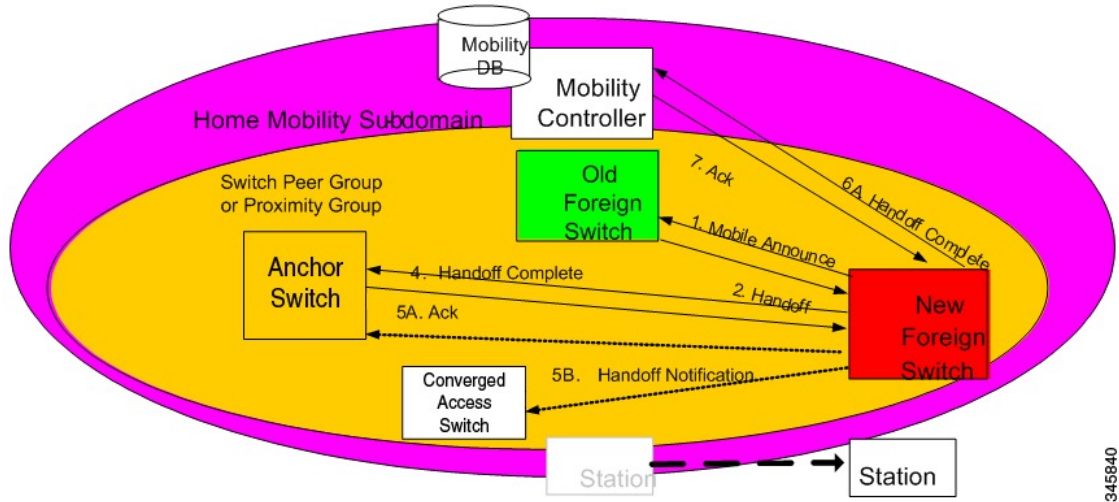 Mobility
DB
Mobility
Controller
Home Mobility Subdomain
Switch Peer Group
or Proximity Group
Old
Foreign
Switch
7. Ack
6A Handoff Complete
1. Mobile Announce
Anchor
Switch
4. Handoff Complete
2. Handoff
5A. Ack
New
Foreign
Switch
5B. Handoff Notification
Converged
Access
Switch
Station
Station
345840